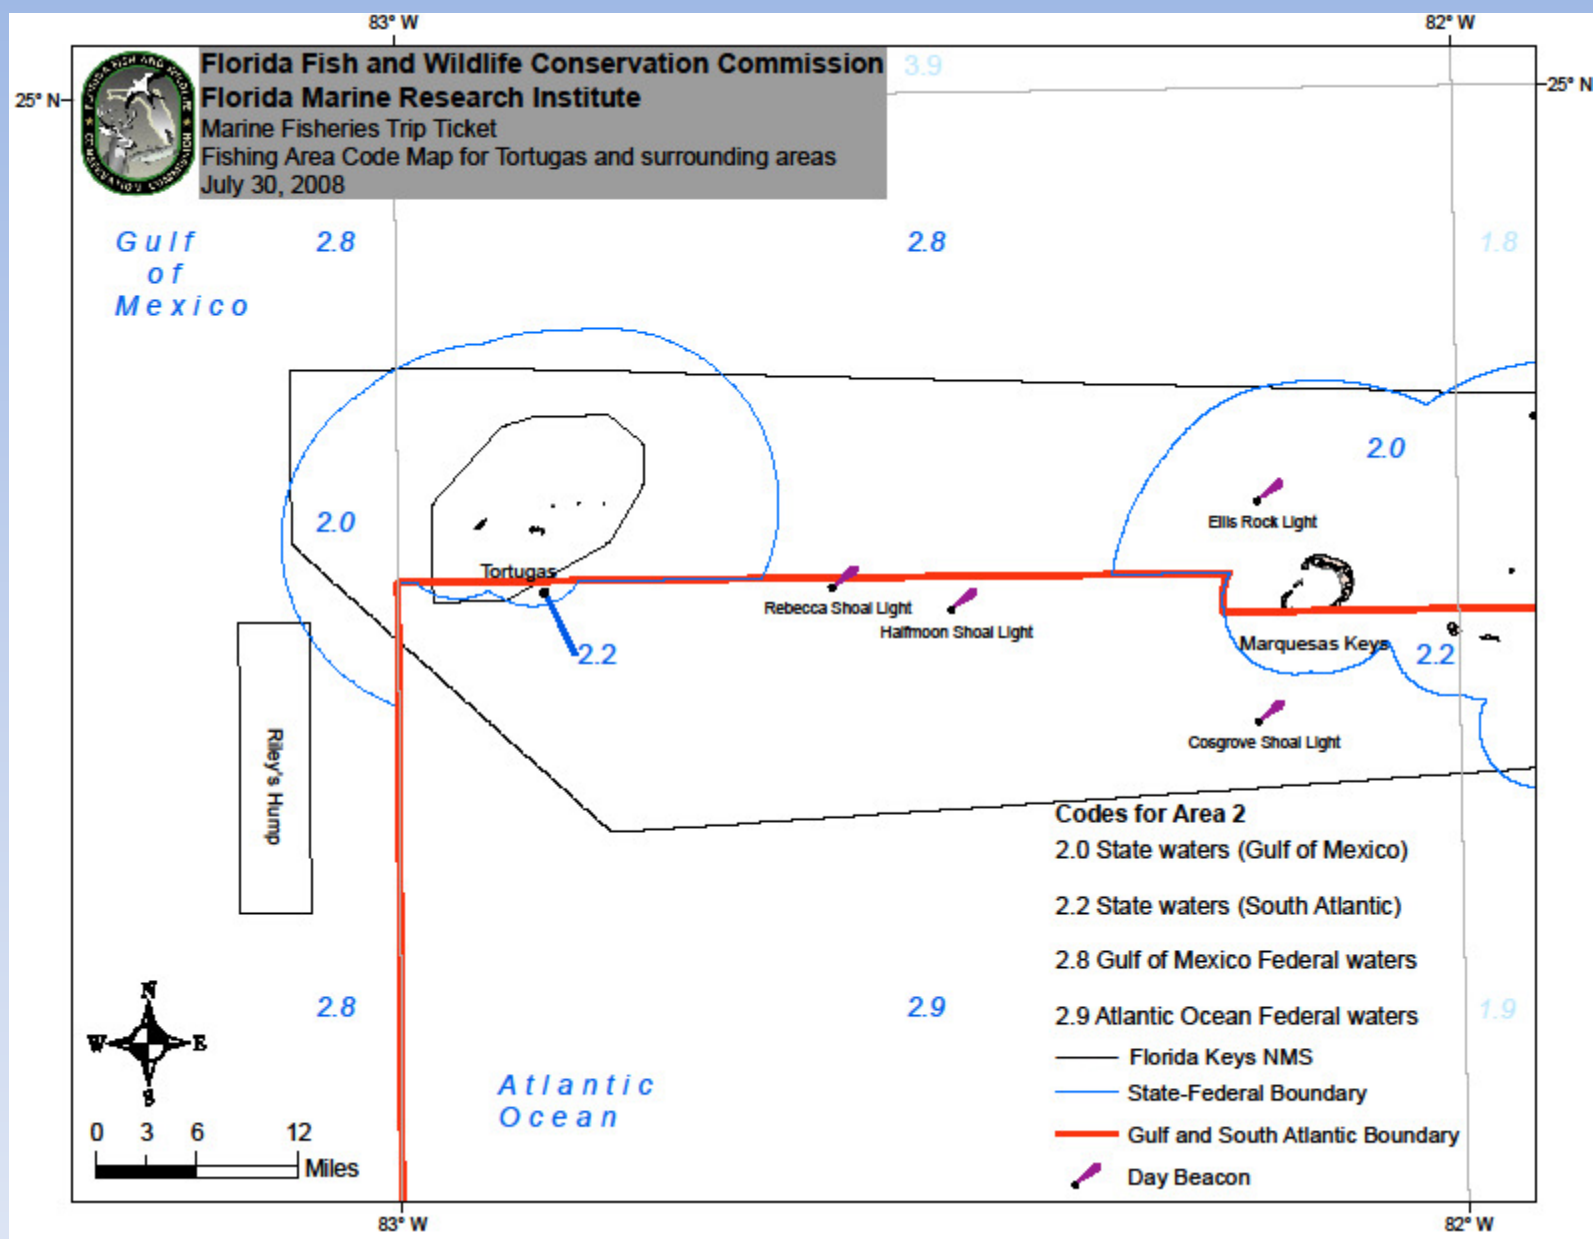 83° W
82° W
25° N
25° N
FLORIDA FISH AND WILDLIFE
CONSERVATION COMMISSION
Florida Fish and Wildlife Conservation Commission
Florida Marine Research Institute
Marine Fisheries Trip Ticket
Fishing Area Code Map for Tortugas and surrounding areas
July 30, 2008
3.9
Gulf
of
Mexico
2.8
2.8
1.8
2.0
2.0
Ellis Rock Light
Tortugas
Rebecca Shoal Light
Halfmoon Shoal Light
2.2
Marquesas Keys
2.2
Cosgrove Shoal Light
Riley's Hump
Codes for Area 2
2.0 State waters (Gulf of Mexico)
2.2 State waters (South Atlantic)
2.8 Gulf of Mexico Federal waters
2.9 Atlantic Ocean Federal waters
Florida Keys NMS
State-Federal Boundary
Gulf and South Atlantic Boundary
Day Beacon
2.8
2.9
1.9
N
W E
S
Atlantic
Ocean
0 3 6 12
Miles
83° W
82° W